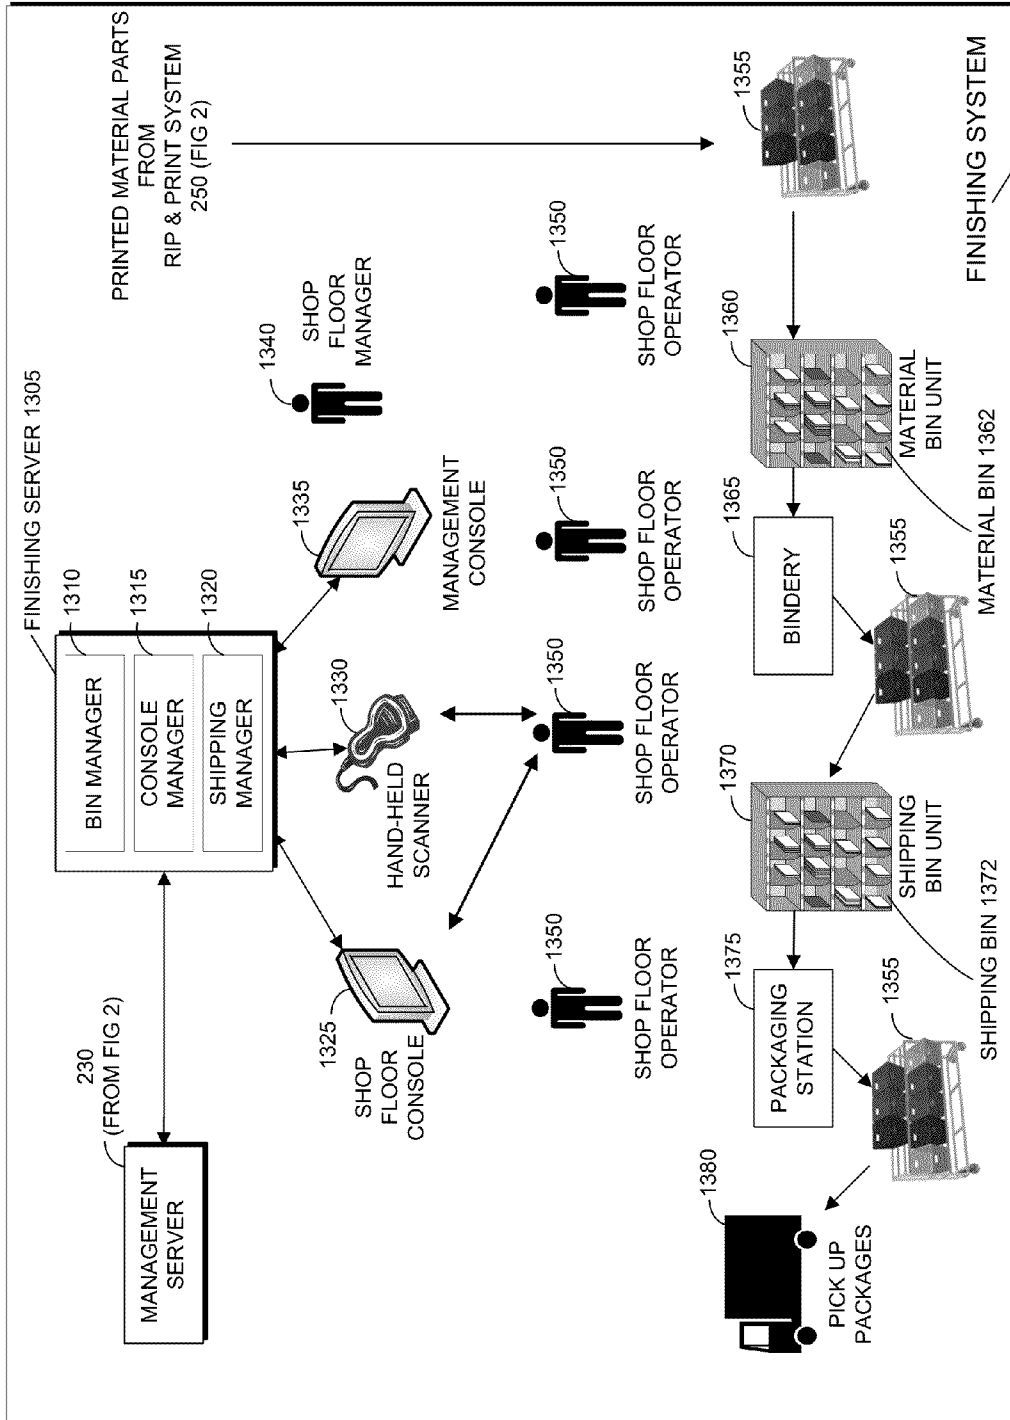 PRINTED MATERIAL PARTS
FROM
RIP & PRINT SYSTEM
250 (FIG 2)
FINISHING SERVER 1305
230
(FROM FIG 2)
MANAGEMENT
SERVER
1310
1315
1320
BIN MANAGER
CONSOLE
MANAGER
SHIPPING
MANAGER
1325
SHOP
FLOOR
CONSOLE
1330
HAND-HELD
SCANNER
1335
MANAGEMENT
CONSOLE
1340
SHOP
FLOOR
MANAGER
1350
SHOP FLOOR
OPERATOR
1350
SHOP FLOOR
OPERATOR
1350
SHOP FLOOR
OPERATOR
1350
SHOP FLOOR
OPERATOR
1380
PICK UP
PACKAGES
1375
PACKAGING
STATION
1355
1370
SHIPPING
BIN UNIT
SHIPPING BIN 1372
1365
BINDERY
1355
1360
MATERIAL
BIN UNIT
MATERIAL BIN 1362
1355
FINISHING SYSTEM